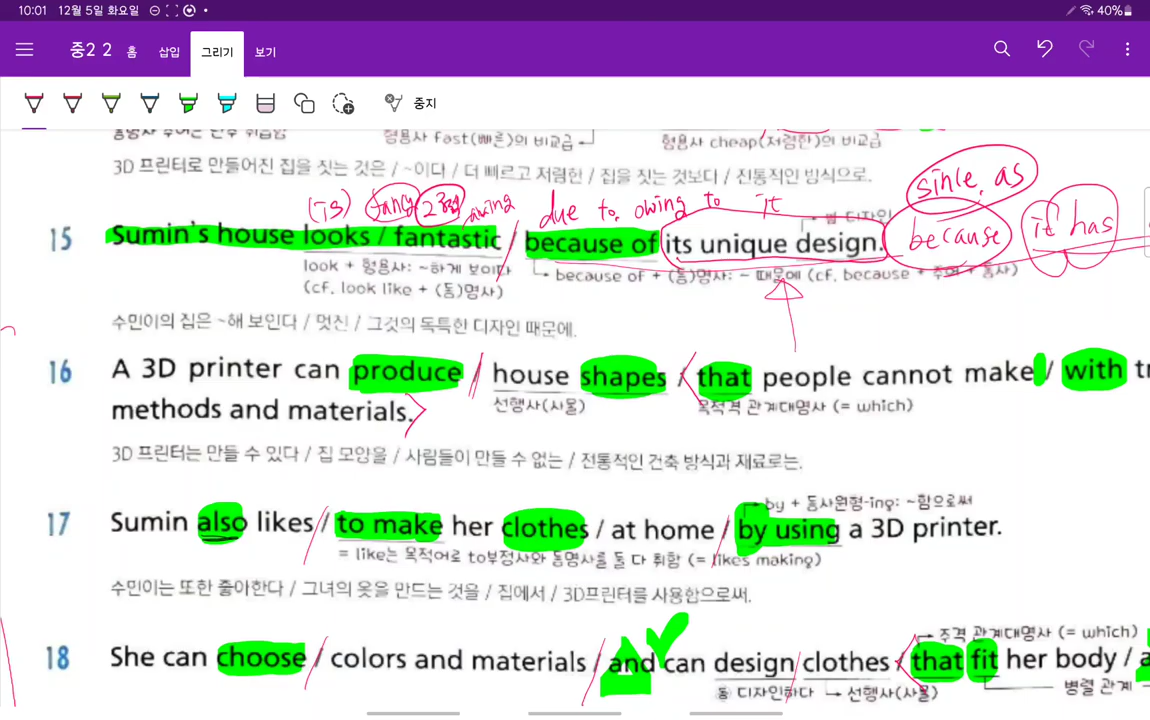 10:01 12월 5일 화요일 40%
중2 2 홈 삽입 그리기 보기
중지
형용사 fast(빠른)의 비교급 형용사 cheap(저렴한)의 비교급
3D 프린터로 만들어진 집을 짓는 것은 / ~이다 / 더 빠르고 저렴한 / 집을 짓는 것보다 / 전통적인 방식으로.
since, as
(is) fancy 2형식 due to, owing to it
15 Sumin's house looks / fantastic / because of its unique design. because it has
look + 형용사: ~하게 보이다 because of + (동)명사: ~ 때문에 (cf. because + 주어 + 동사)
(cf. look like + (동)명사)
수민이의 집은 ~해 보인다 / 멋진 / 그것의 독특한 디자인 때문에.
16 A 3D printer can produce / house shapes / that people cannot make / with
선행사(사물) 목적격 관계대명사 (= which)
methods and materials.
3D 프린터는 만들 수 있다 / 집 모양을 / 사람들이 만들 수 없는 / 전통적인 건축 방식과 재료로는.
by + 동사원형-ing: ~함으로써
17 Sumin also likes / to make her clothes / at home / by using a 3D printer.
= like는 목적어로 to부정사와 동명사를 둘 다 취함 (= likes making)
수민이는 또한 좋아한다 / 그녀의 옷을 만드는 것을 / 집에서 / 3D프린터를 사용함으로써.
주격 관계대명사 (= which)
18 She can choose / colors and materials / and can design clothes / that fit her body /
동 디자인하다 선행사(사물) 병렬 관계